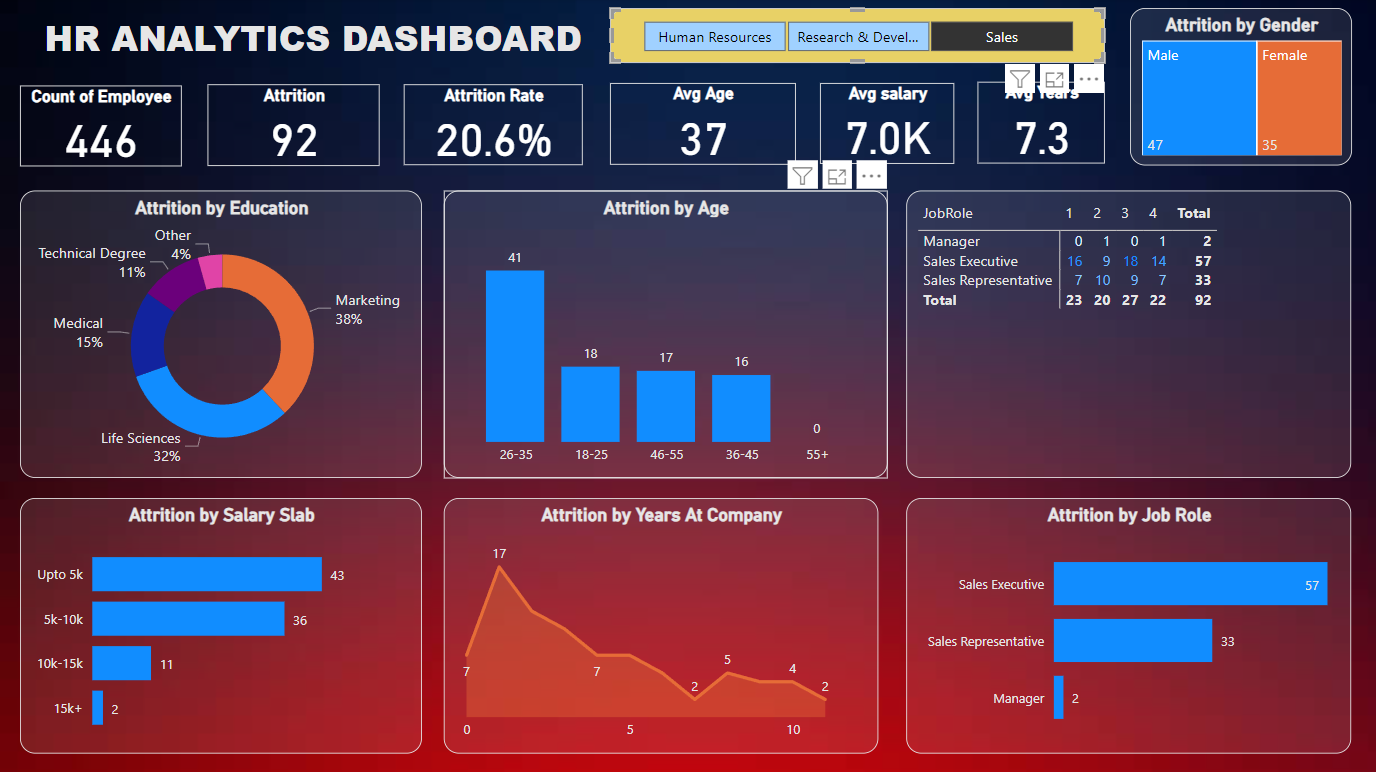 HR ANALYTICS DASHBOARD
Human Resources
Research & Devel...
Sales
Attrition by Gender
Male
Female
47
35
Count of Employee
446
Attrition
92
Attrition Rate
20.6%
Avg Age
37
Avg salary
7.0K
Avg Years
7.3
Attrition by Education
Other
4%
Technical Degree
11%
Marketing
38%
Medical
15%
Life Sciences
32%
Attrition by Age
41
18
17
16
0
26-35 18-25 46-55 36-45 55+
JobRole 1 2 3 4 Total
Manager 0 1 0 1 2
Sales Executive 16 9 18 14 57
Sales Representative 7 10 9 7 33
Total 23 20 27 22 92
Attrition by Salary Slab
Upto 5k 43
5k-10k 36
10k-15k 11
15k+ 2
Attrition by Years At Company
17
7
7
2
5
4
2
0 5 10
Attrition by Job Role
Sales Executive 57
Sales Representative 33
Manager 2